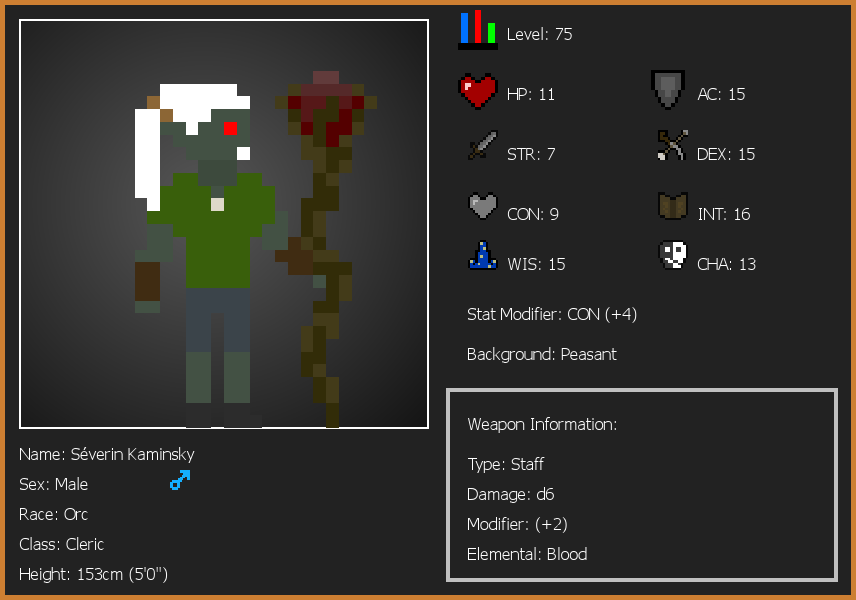 Level: 75
HP: 11
AC: 15
STR: 7
DEX: 15
CON: 9
INT: 16
WIS: 15
CHA: 13
Stat Modifier: CON (+4)
Background: Peasant
Weapon Information:
Type: Staff
Damage: d6
Modifier: (+2)
Elemental: Blood
Name: Séverin Kaminsky
Sex: Male
Race: Orc
Class: Cleric
Height: 153cm (5'0")